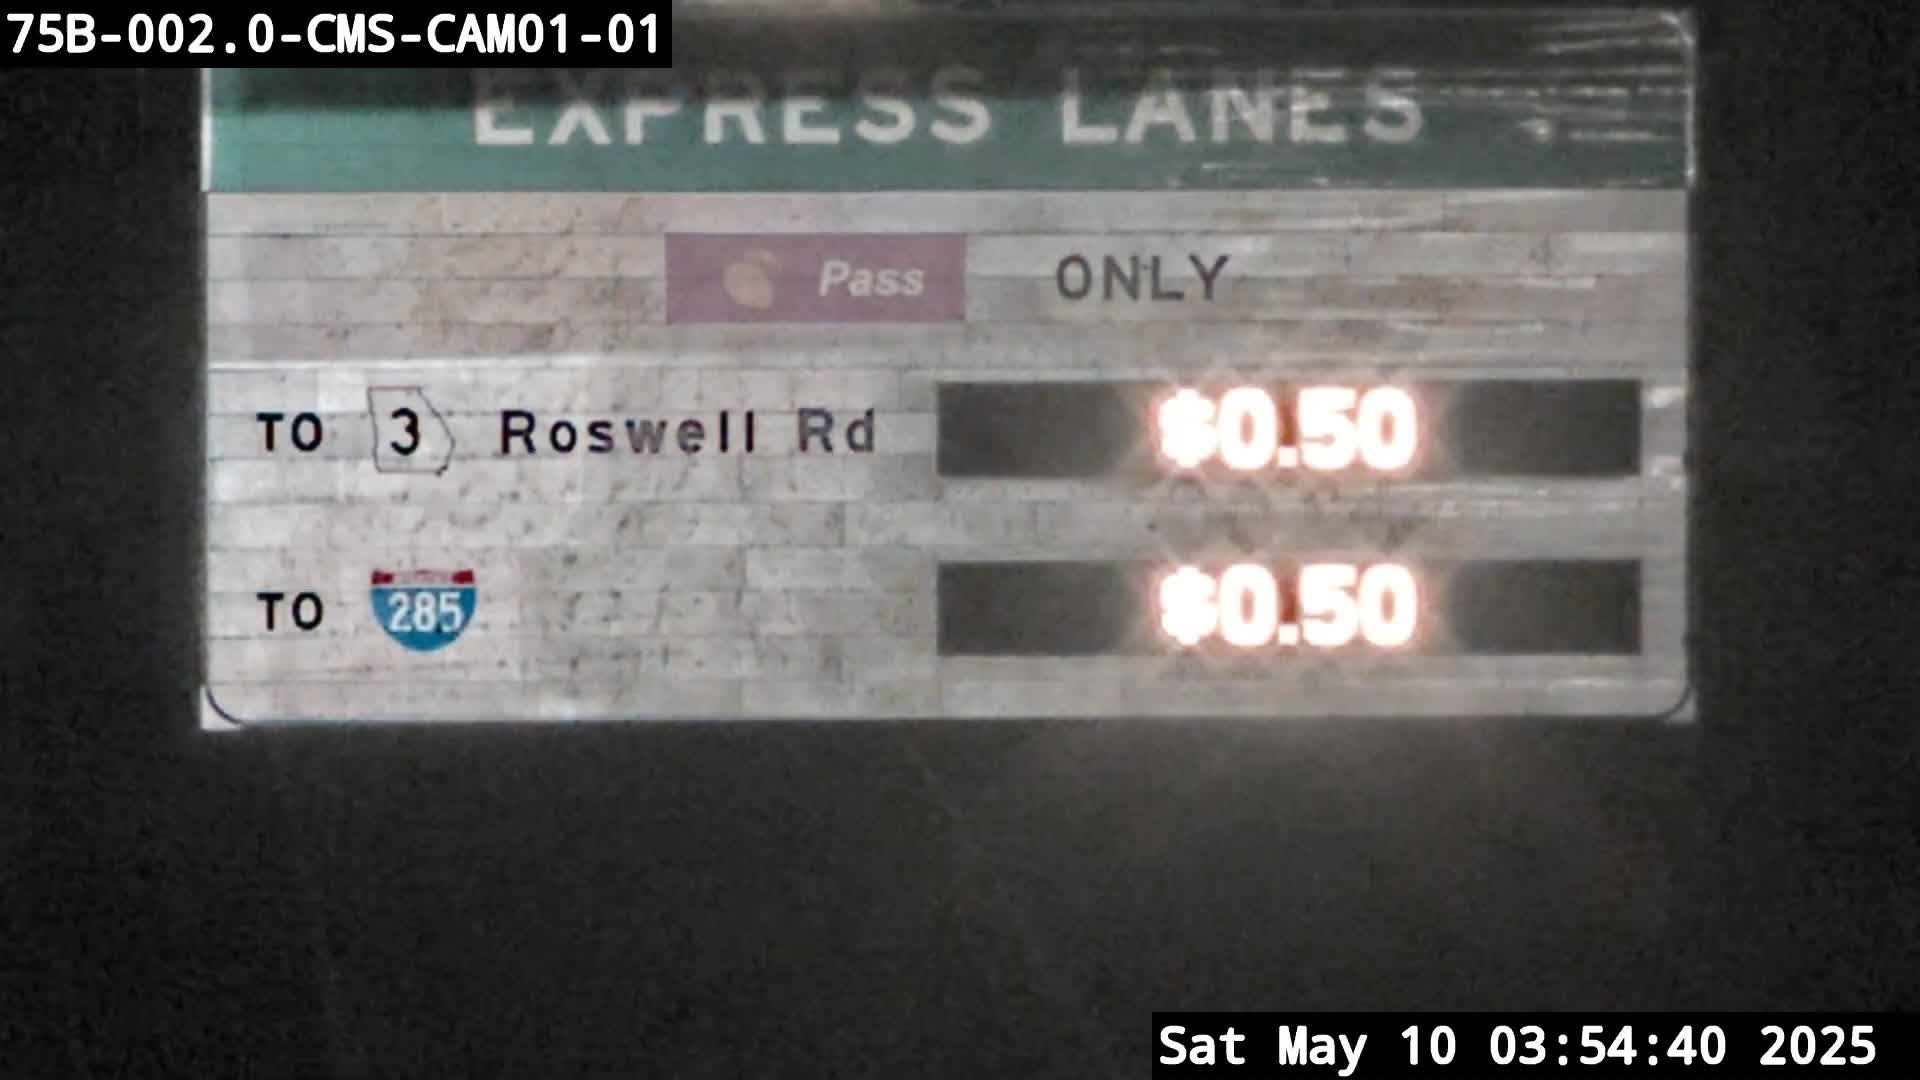 75B-002.0-CMS-CAM01-01
EXPRESS LANES
Pass ONLY
TO 3 Roswell Rd $0.50
TO 285 $0.50
Sat May 10 03:54:40 2025